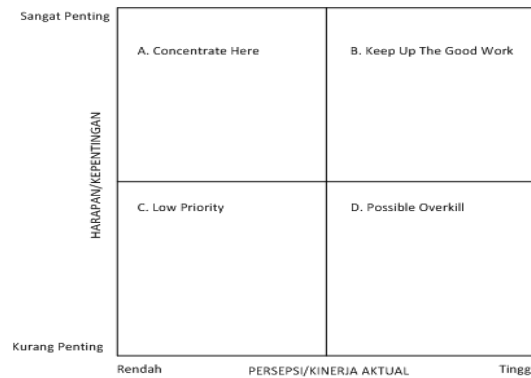 Sangat Penting
A. Concentrate Here
B. Keep Up The Good Work
HARAPAN/KEPENTINGAN
C. Low Priority
D. Possible Overkill
Kurang Penting
Rendah
PERSEPSI/KINERJA AKTUAL
Tingg